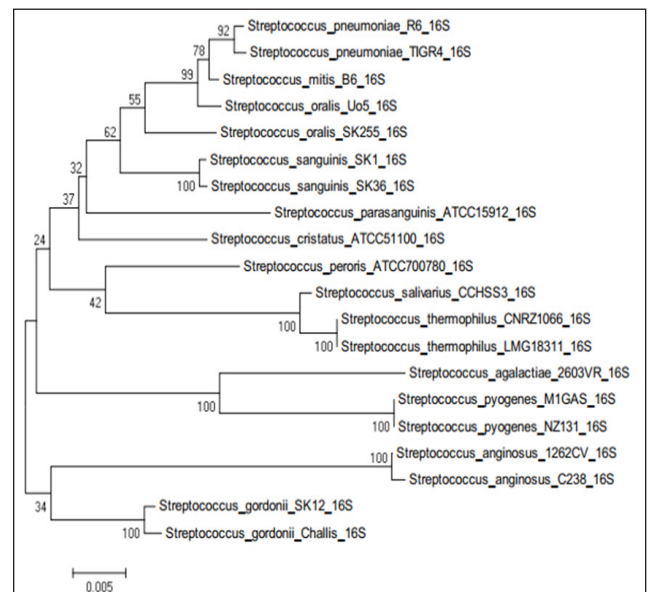 92
Streptococcus_pneumoniae_R6_16S
78
Streptococcus_pneumoniae_TIGR4_16S
99
Streptococcus_mitis_B6_16S
55
Streptococcus_oralis_Uo5_16S
62
Streptococcus_oralis_SK255_16S
Streptococcus_sanguinis_SK1_16S
32
100
Streptococcus_sanguinis_SK36_16S
37
Streptococcus_parasanguinis_ATCC15912_16S
24
Streptococcus_cristatus_ATCC51100_16S
Streptococcus_peroris_ATCC700780_16S
42
Streptococcus_salivarius_CCHSS3_16S
100
Streptococcus_thermophilus_CNRZ1066_16S
100
Streptococcus_thermophilus_LMG18311_16S
Streptococcus_agalactiae_2603VR_16S
100
Streptococcus_pyogenes_M1GAS_16S
100
Streptococcus_pyogenes_NZ131_16S
100
Streptococcus_anginosus_1262CV_16S
Streptococcus_anginosus_C238_16S
34
Streptococcus_gordonii_SK12_16S
100
Streptococcus_gordonii_Challis_16S
0.005